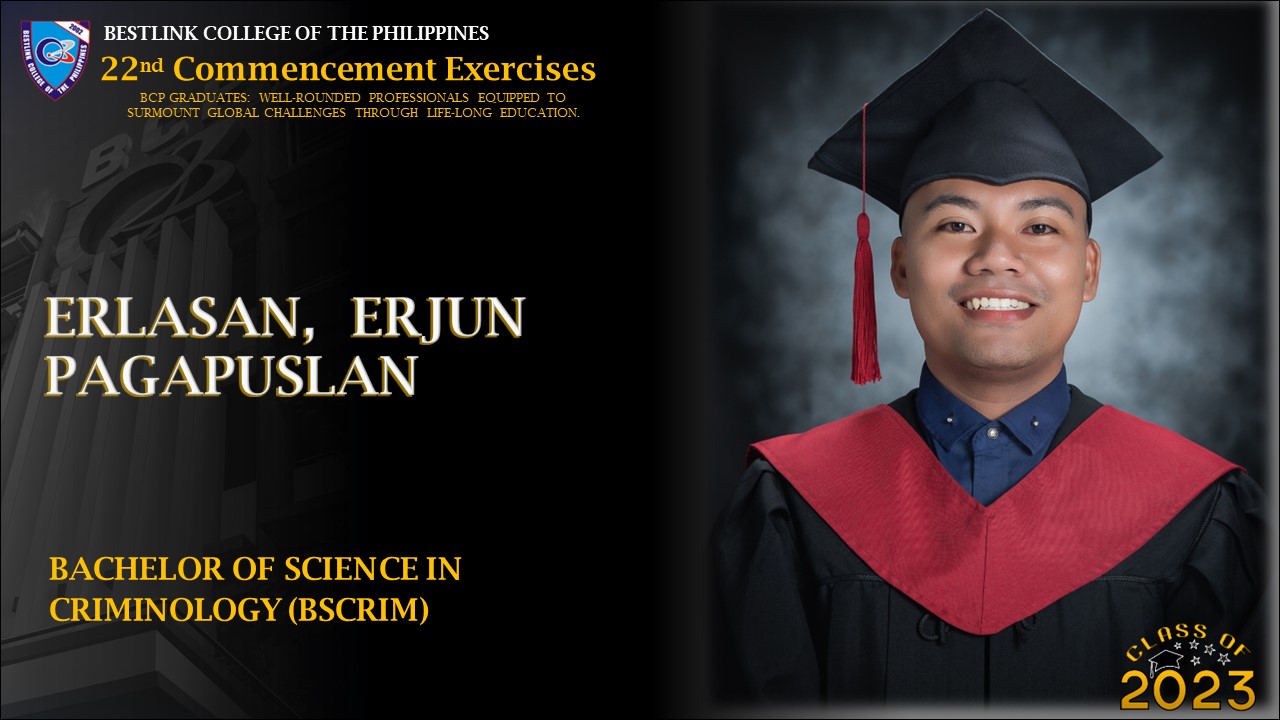 2002
BESTLINK COLLEGE OF THE PHILIPPINES
BESTLINK COLLEGE OF THE PHILIPPINES
22nd Commencement Exercises
BCP GRADUATES: WELL-ROUNDED PROFESSIONALS EQUIPPED TO
SURMOUNT GLOBAL CHALLENGES THROUGH LIFE-LONG EDUCATION.
ERLASAN, ERJUN
PAGAPUSLAN
BACHELOR OF SCIENCE IN
CRIMINOLOGY (BSCRIM)
CLASS OF
2023